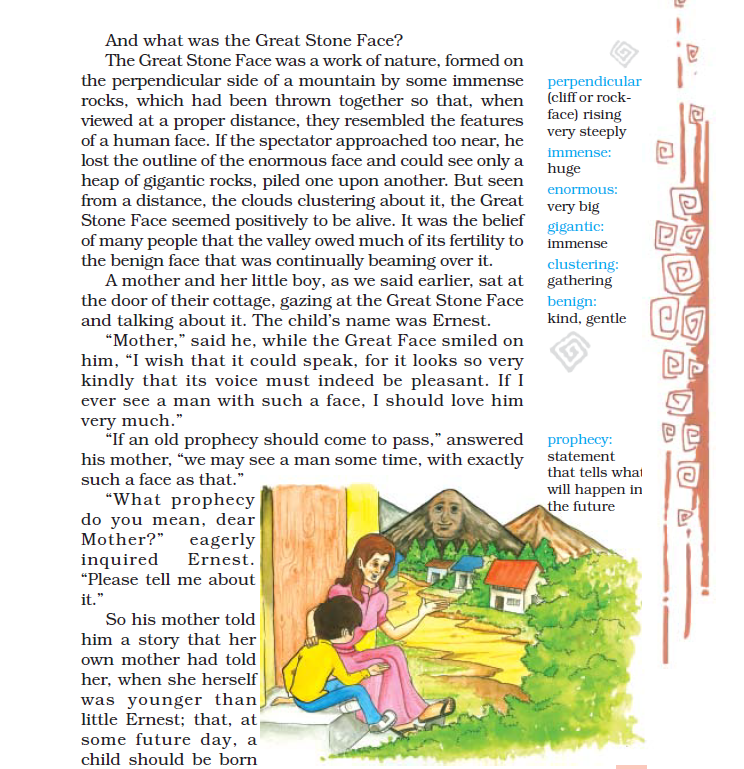 And what was the Great Stone Face?
The Great Stone Face was a work of nature, formed on
the perpendicular side of a mountain by some immense
rocks, which had been thrown together so that, when
viewed at a proper distance, they resembled the features
of a human face. If the spectator approached too near, he
lost the outline of the enormous face and could see only a
heap of gigantic rocks, piled one upon another. But seen
from a distance, the clouds clustering about it, the Great
Stone Face seemed positively to be alive. It was the belief
of many people that the valley owed much of its fertility to
the benign face that was continually beaming over it.
A mother and her little boy, as we said earlier, sat at
the door of their cottage, gazing at the Great Stone Face
and talking about it. The child's name was Ernest.
“Mother,” said he, while the Great Face smiled on
him, “I wish that it could speak, for it looks so very
kindly that its voice must indeed be pleasant. If I
ever see a man with such a face, I should love him
very much.”
“If an old prophecy should come to pass,” answered
his mother, “we may see a man some time, with exactly
such a face as that.”
“What prophecy
do you mean, dear
Mother?” eagerly
inquired Ernest.
“Please tell me about
it.”
So his mother told
him a story that her
own mother had told
her, when she herself
was younger than
little Ernest; that, at
some future day, a
child should be born
perpendicular
(cliff or rock-
face) rising
very steeply
immense:
huge
enormous:
very big
gigantic:
immense
clustering:
gathering
benign:
kind, gentle
prophecy:
statement
that tells what
will happen in
the future